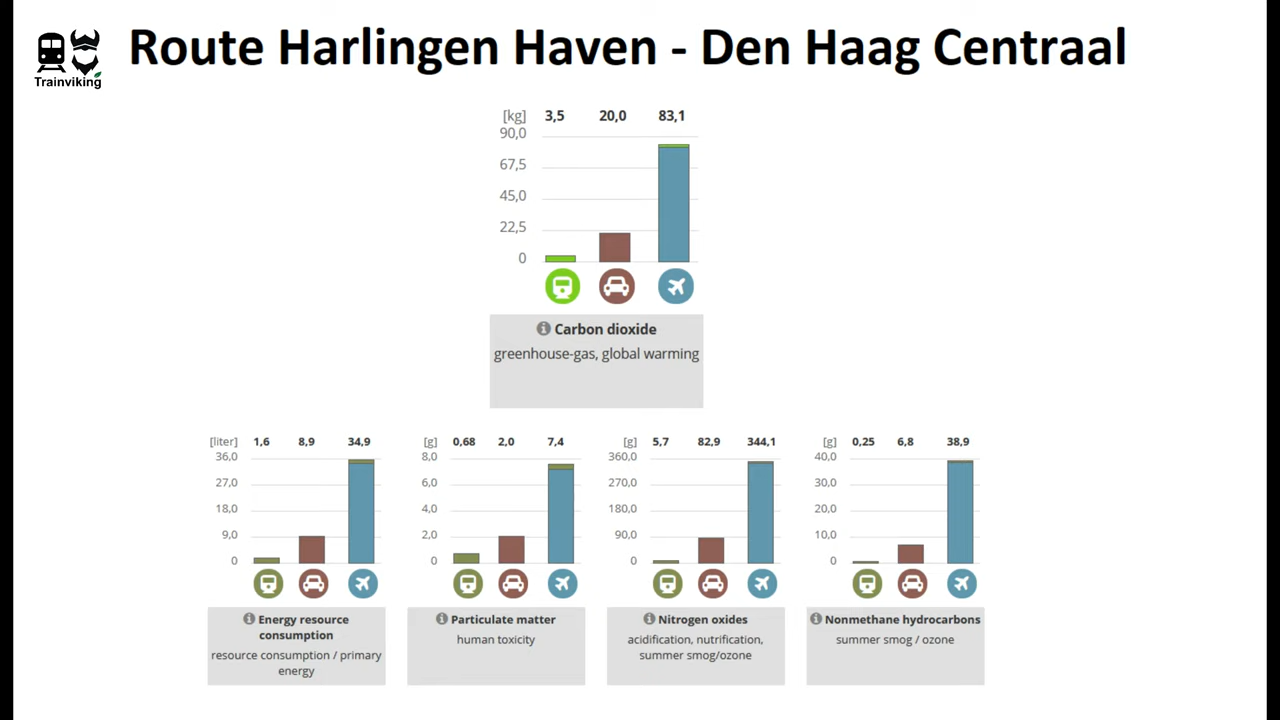 Route Harlingen Haven - Den Haag Centraal
Trainviking
[kg] 3,5 20,0 83,1
90,0
67,5
45,0
22,5
0
Carbon dioxide
greenhouse-gas, global warming
[liter] 1,6 8,9 34,9
36,0
27,0
18,0
9,0
0
Energy resource
consumption
resource consumption / primary
energy
[g] 0,68 2,0 7,4
8,0
6,0
4,0
2,0
0
Particulate matter
human toxicity
[g] 5,7 82,9 344,1
360,0
270,0
180,0
90,0
0
Nitrogen oxides
acidification, nutrification,
summer smog/ozone
[g] 0,25 6,8 38,9
40,0
30,0
20,0
10,0
0
Nonmethane hydrocarbons
summer smog / ozone